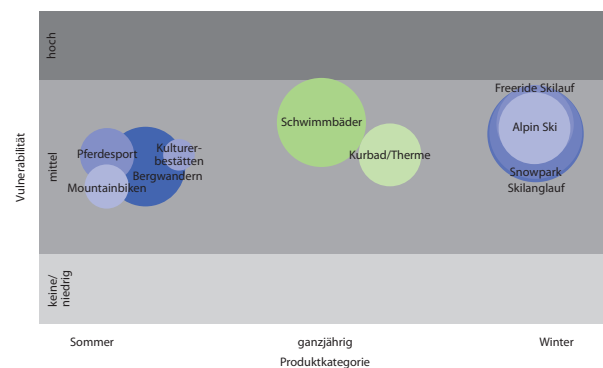 hoch
Freeride Skilauf
Schwimmbäder
Alpin Ski
Vulnerabilität
mittel
Pferdesport
Kulturer-
bestätten
Kurbad/Therme
Bergwandern
Mountainbiken
Snowpark
Skilanglauf
keine/
niedrig
Sommer
ganzjährig
Winter
Produktkategorie